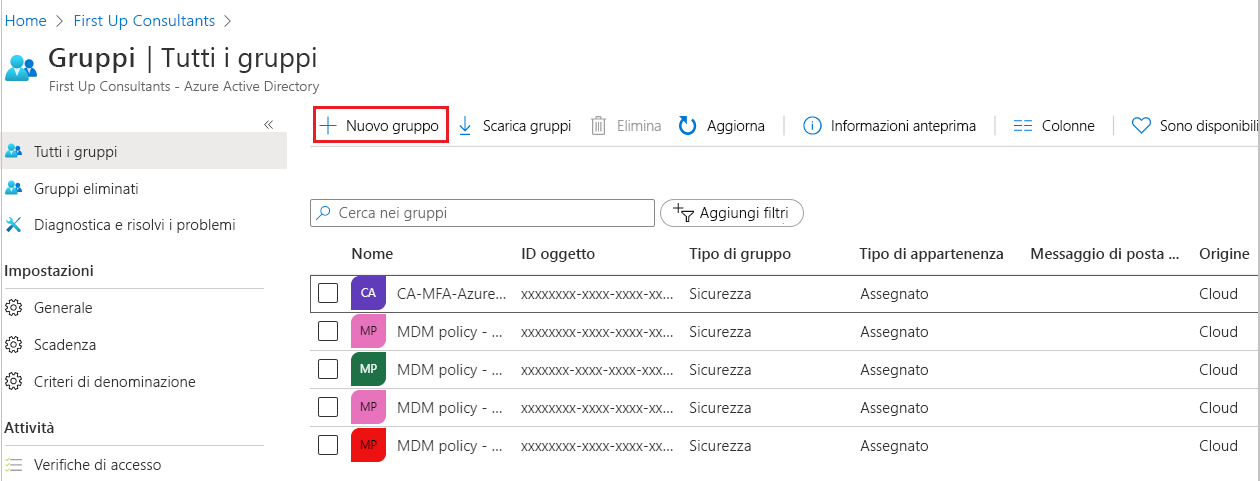 Home > First Up Consultants >
Gruppi | Tutti i gruppi
First Up Consultants - Azure Active Directory
«
Nuovo gruppo Scarica gruppi Elimina Aggiorna Informazioni anteprima Colonne Sono disponibili
Tutti i gruppi
Gruppi eliminati
Diagnostica e risolvi i problemi
Impostazioni
Generale
Scadenza
Criteri di denominazione
Attività
Verifiche di accesso
Cerca nei gruppi Aggiungi filtri
Nome ID oggetto Tipo di gruppo Tipo di appartenenza Messaggio di posta ... Origine
CA CA-MFA-Azure... xxxxxxxx-xxxx-xxxx-xx... Sicurezza Assegnato Cloud
MP MDM policy - ... xxxxxxxx-xxxx-xxxx-xx... Sicurezza Assegnato Cloud
MP MDM policy - ... xxxxxxx-xxxx-xxxx-xxx... Sicurezza Assegnato Cloud
MP MDM policy - ... xxxxxxxx-xxxx-xxxx-xx... Sicurezza Assegnato Cloud
MP MDM policy - ... xxxxxxxx-xxxx-xxxx-xx... Sicurezza Assegnato Cloud